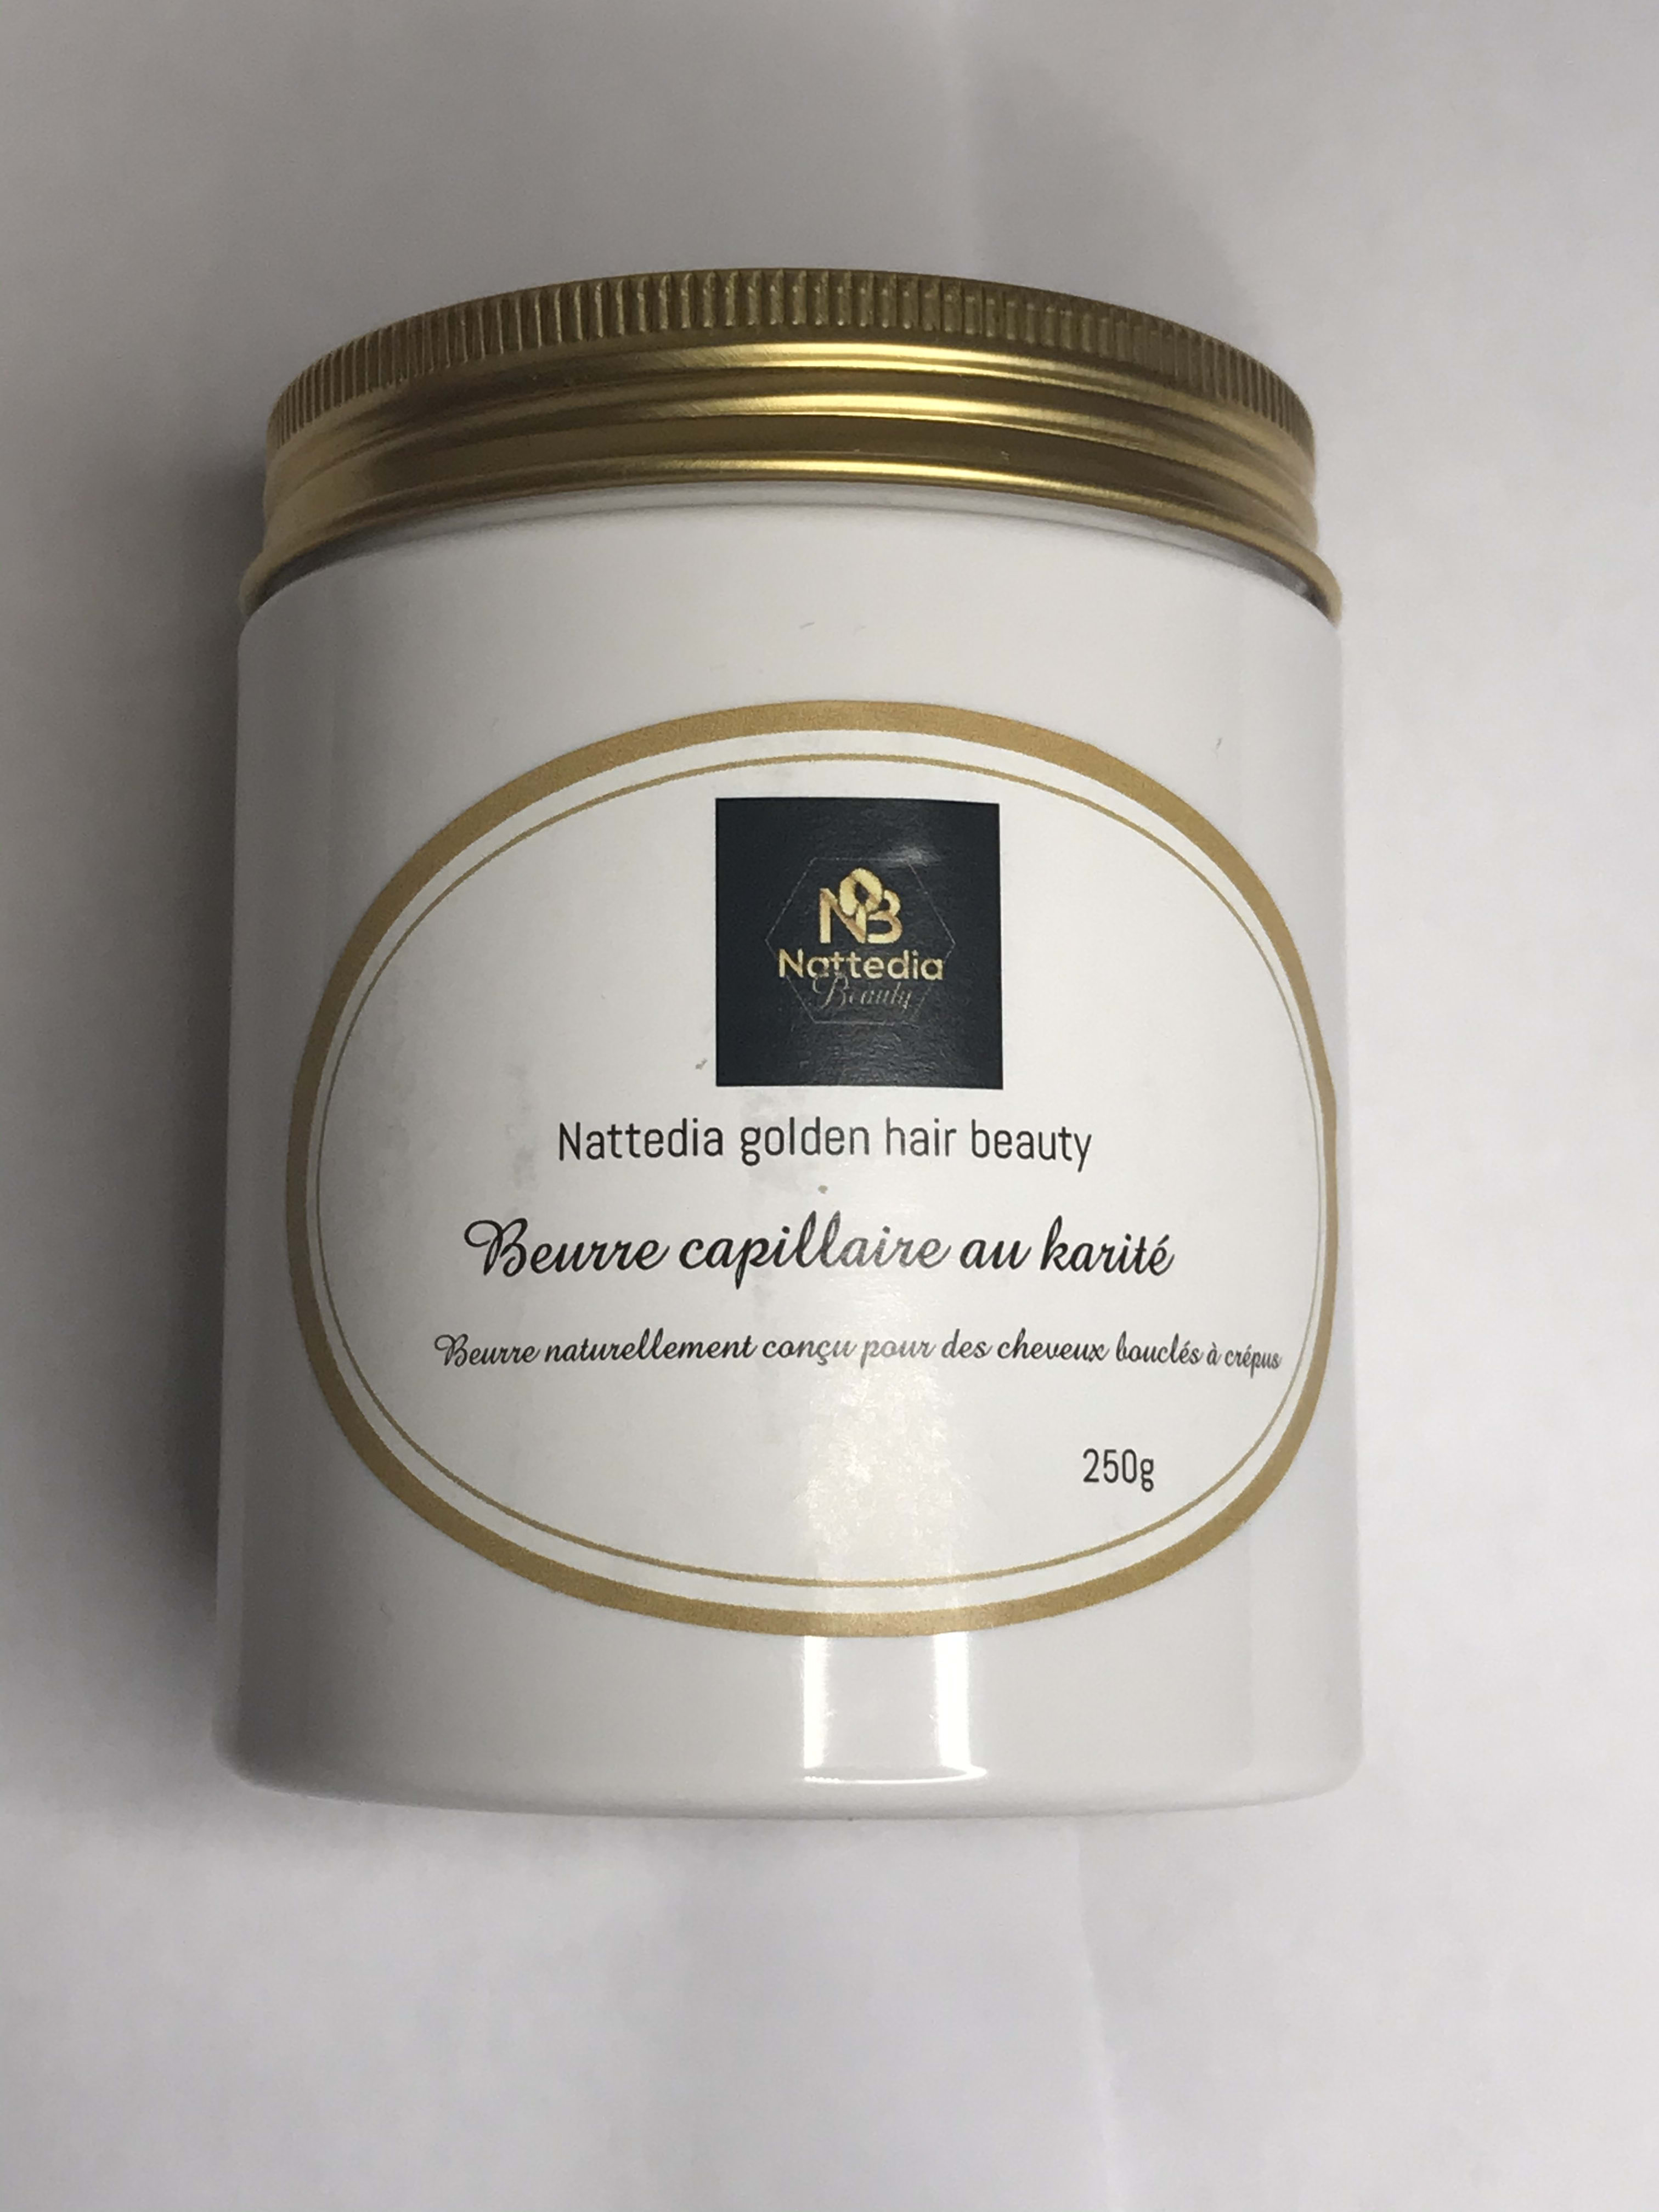 NB
Nattedia
Beauty
Nattedia golden hair beauty
Beurre capillaire au karité
Beurre naturellement conçu pour des cheveux bouclés à crépus
250g